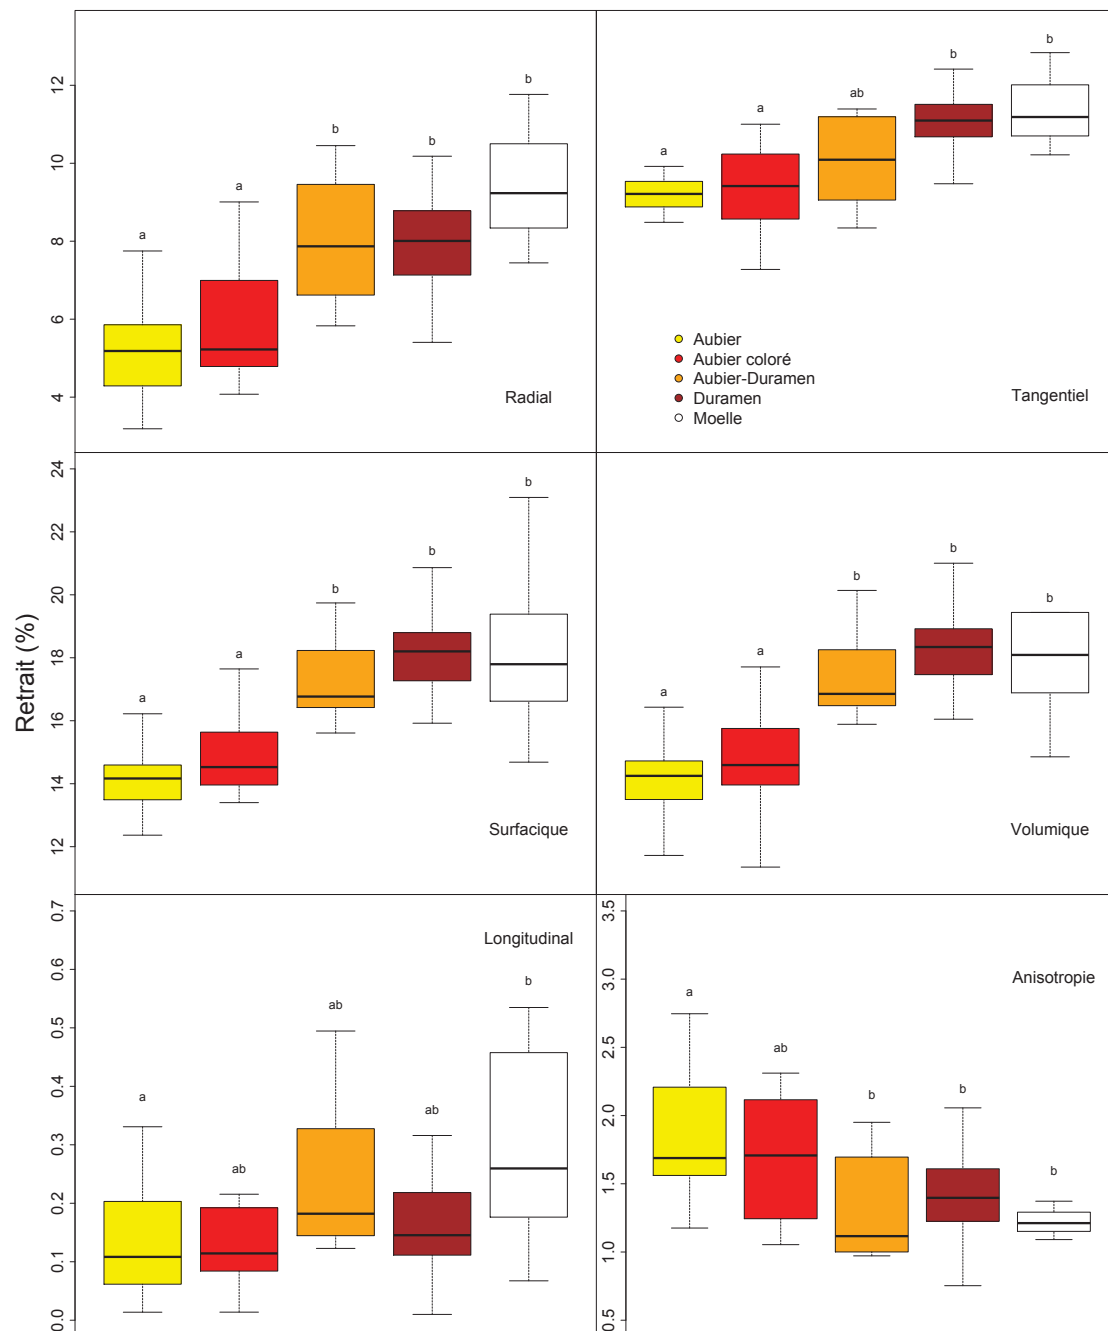 Retrait (%)
12
10
8
6
4
a
a
b
b
b
Radial
a
a
ab
b
b
Aubier
Aubier coloré
Aubier-Duramen
Duramen
Moelle
Tangentiel
24
22
20
18
16
14
12
a
a
b
b
b
Surfacique
a
a
b
b
b
Volumique
0.7
0.6
0.5
0.4
0.3
0.2
0.1
0.0
a
ab
ab
ab
b
Longitudinal
3.5
3.0
2.5
2.0
1.5
1.0
0.5
a
ab
b
b
b
Anisotropie